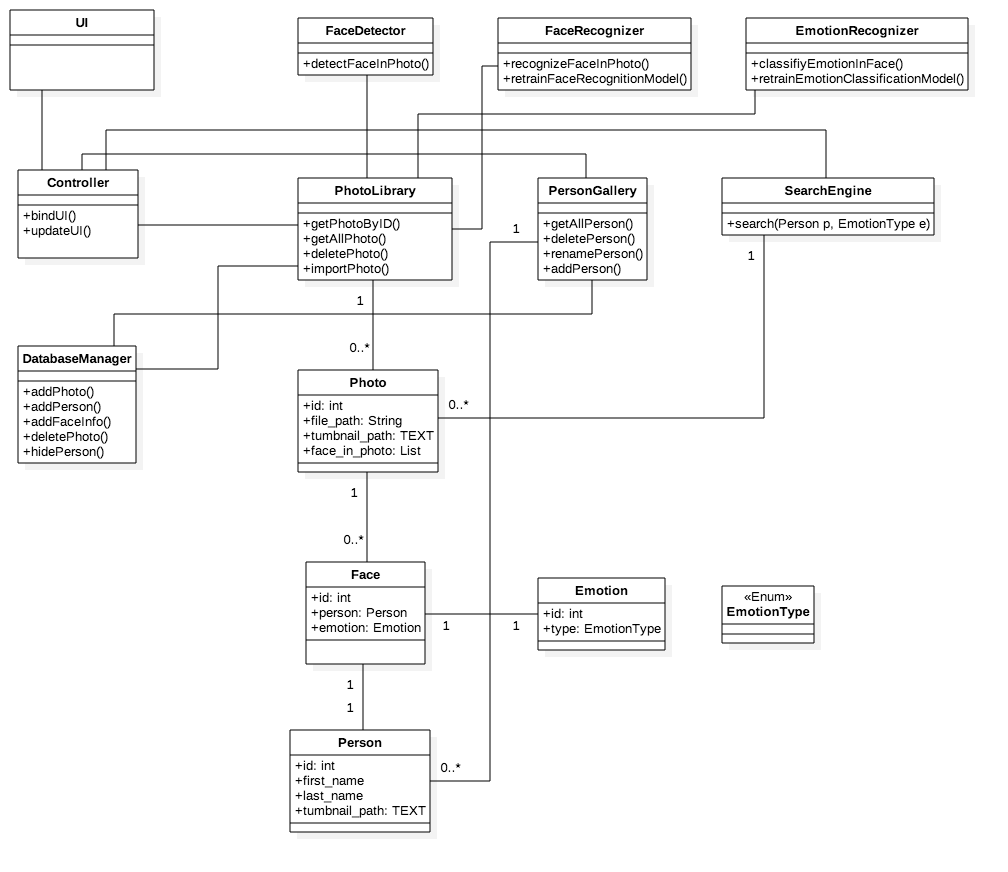 UI
FaceDetector
+detectFaceInPhoto()
FaceRecognizer
+recognizeFaceInPhoto()
+retrainFaceRecognitionModel()
EmotionRecognizer
+classifiyEmotionInFace()
+retrainEmotionClassificationModel()
Controller
+bindUI()
+updateUI()
PhotoLibrary
+getPhotoByID()
+getAllPhoto()
+deletePhoto()
+importPhoto()
PersonGallery
+getAllPerson()
+deletePerson()
+renamePerson()
+addPerson()
SearchEngine
+search(Person p, EmotionType e)
1
1
1
0..*
DatabaseManager
+addPhoto()
+addPerson()
+addFaceInfo()
+deletePhoto()
+hidePerson()
Photo
+id: int
+file_path: String
+tumbnail_path: TEXT
+face_in_photo: List
0..*
1
0..*
Face
+id: int
+person: Person
+emotion: Emotion
1
1
Emotion
+id: int
+type: EmotionType
«Enum»
EmotionType
1
1
Person
+id: int
+first_name
+last_name
+tumbnail_path: TEXT
0..*